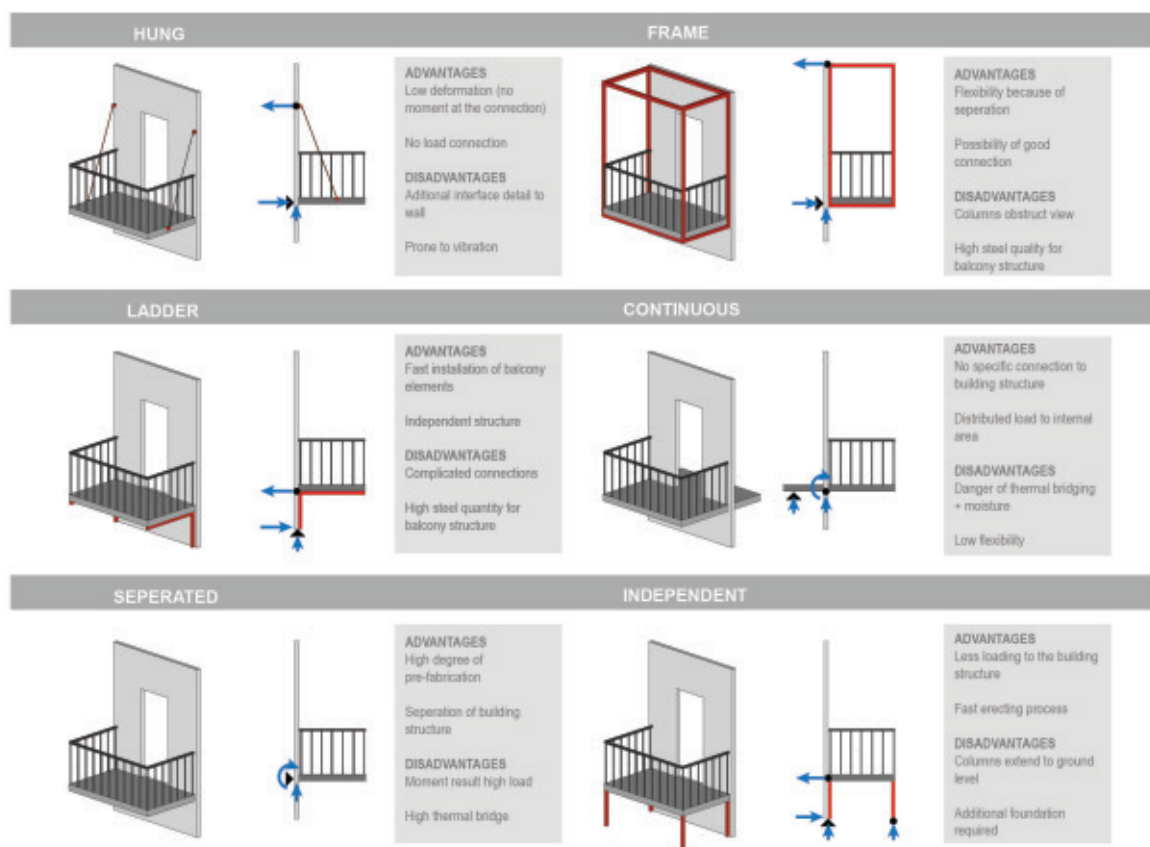 HUNG
ADVANTAGES
Low deformation (no
moment at the connection)
No load connection
DISADVANTAGES
Aditional interface detail to
wall
Prone to vibration
FRAME
ADVANTAGES
Flexibility because of
seperation
Possibility of good
connection
DISADVANTAGES
Columns obstruct view
High steel quality for
balcony structure
LADDER
ADVANTAGES
Fast installation of balcony
elements
Independent structure
DISADVANTAGES
Complicated connections
High steel quantity for
balcony structure
CONTINUOUS
ADVANTAGES
No specific connection to
building structure
Distributed load to internal
area
DISADVANTAGES
Danger of thermal bridging
+ moisture
Low flexibility
SEPERATED
ADVANTAGES
High degree of
pre-fabrication
Seperation of building
structure
DISADVANTAGES
Moment result high load
High thermal bridge
INDEPENDENT
ADVANTAGES
Less loading to the building
structure
Fast erecting process
DISADVANTAGES
Columns extend to ground
level
Additional foundation
required